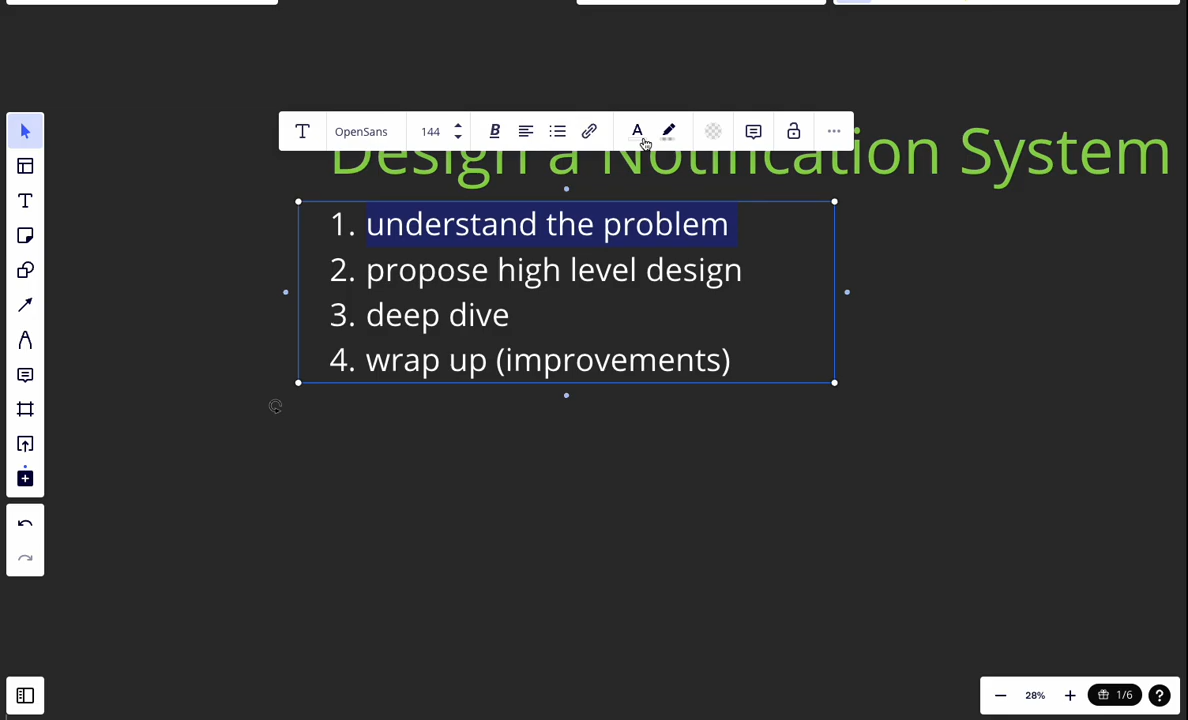 OpenSans
144
B
A
Design a Notification System
1. understand the problem
2. propose high level design
3. deep dive
4. wrap up (improvements)
28%
1/6
?